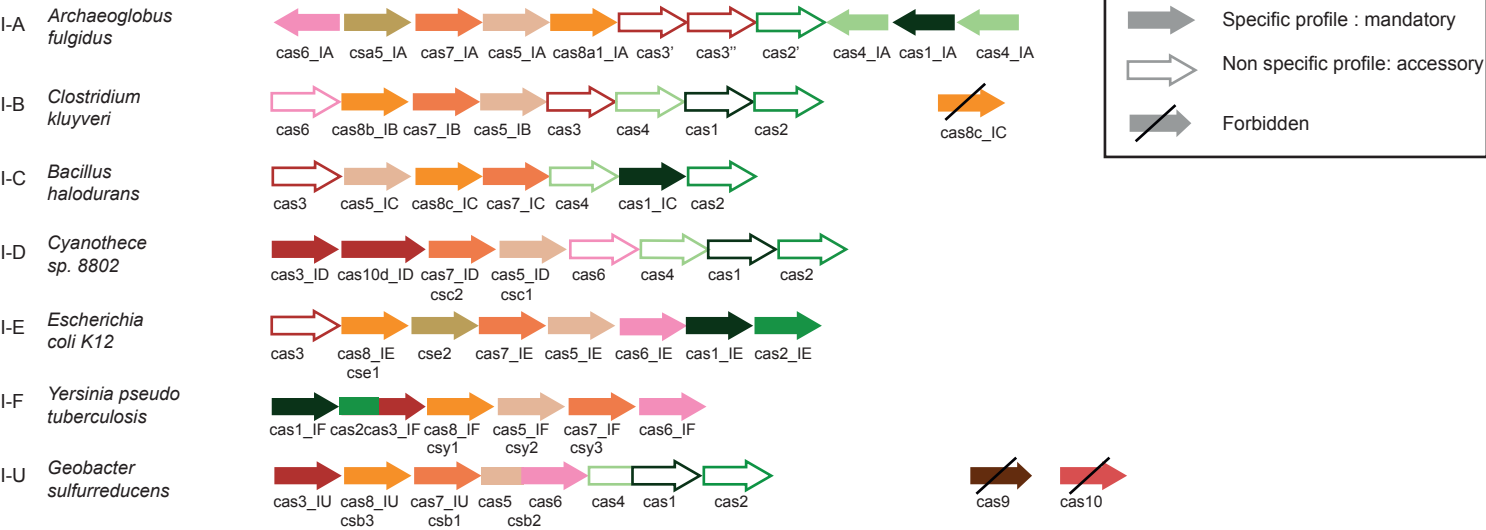 I-A Archaeoglobus
fulgidus
cas6_IA csa5_IA cas7_IA cas5_IA cas8a1_IA cas3' cas3'' cas2' cas4_IA cas1_IA cas4_IA
Specific profile : mandatory
Non specific profile: accessory
Forbidden
I-B Clostridium
kluyveri
cas6 cas8b_IB cas7_IB cas5_IB cas3 cas4 cas1 cas2 cas8c_IC
I-C Bacillus
halodurans
cas3 cas5_IC cas8c_IC cas7_IC cas4 cas1_IC cas2
I-D Cyanothece
sp. 8802
cas3_ID cas10d_ID cas7_ID cas5_ID cas6 cas4 cas1 cas2
csc2 csc1
I-E Escherichia
coli K12
cas3 cas8_IE cse2 cas7_IE cas5_IE cas6_IE cas1_IE cas2_IE
cse1
I-F Yersinia pseudo
tuberculosis
cas1_IF cas2cas3_IF cas8_IF cas5_IF cas7_IF cas6_IF
csy1 csy2 csy3
I-U Geobacter
sulfurreducens
cas3_IU cas8_IU cas7_IU cas5 cas6 cas4 cas1 cas2 cas9 cas10
csb3 csb1 csb2